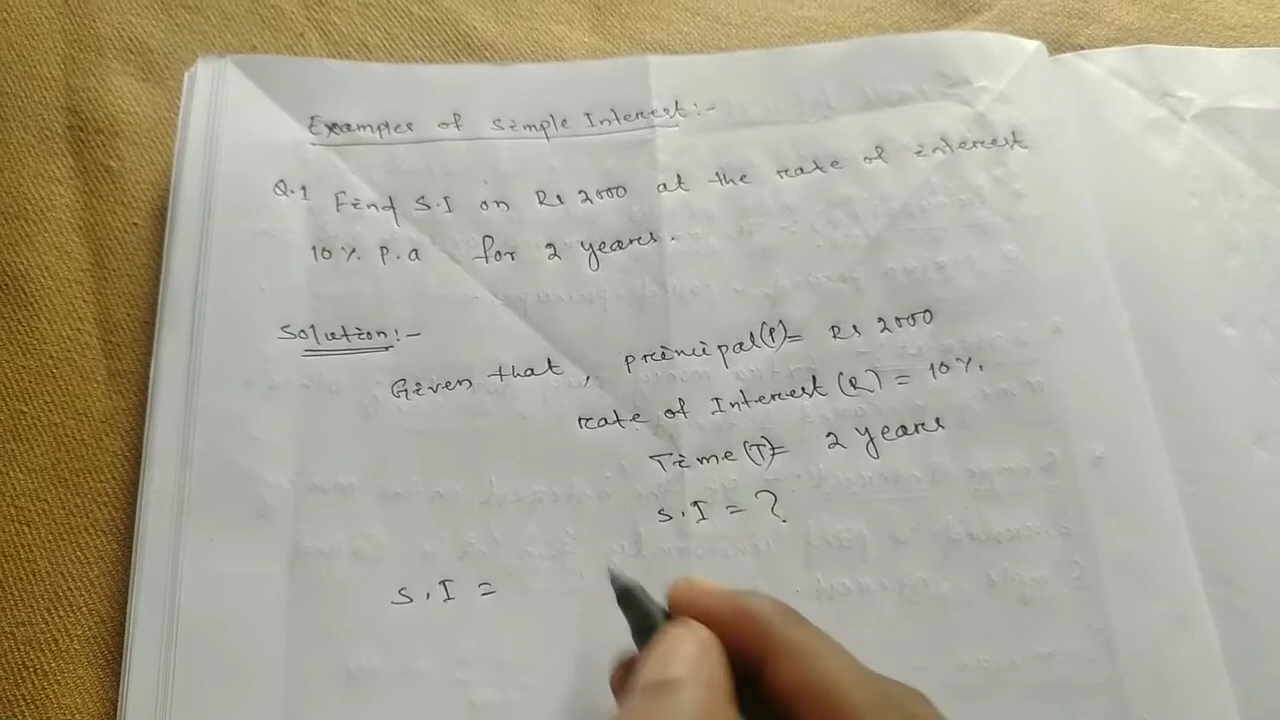 Examples of Simple Interest:-
Q.1 Find S.I on Rs 2000 at the rate of interest
10% P.a for 2 years.
Solution:-
Given that, principal(P)= Rs 2000
rate of Interest (R) = 10%.
Time(T)= 2 years
S.I = ?
S.I =